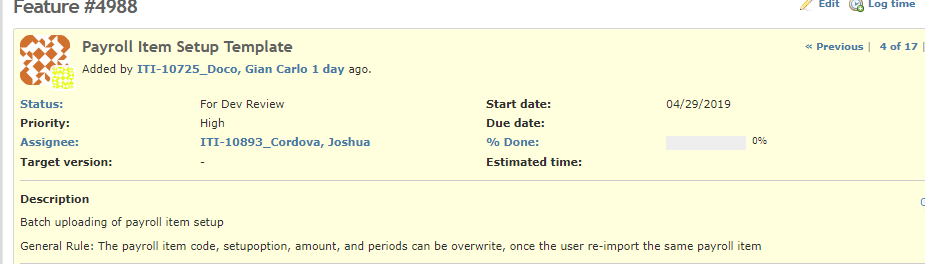 Feature #4988
Edit Log time
Payroll Item Setup Template
« Previous | 4 of 17 |
Added by ITI-10725_Doco, Gian Carlo 1 day ago.
Status: For Dev Review Start date: 04/29/2019
Priority: High Due date:
Assignee: ITI-10893_Cordova, Joshua % Done: 0%
Target version: - Estimated time:
Description
Batch uploading of payroll item setup
General Rule: The payroll item code, setupoption, amount, and periods can be overwrite, once the user re-import the same payroll item